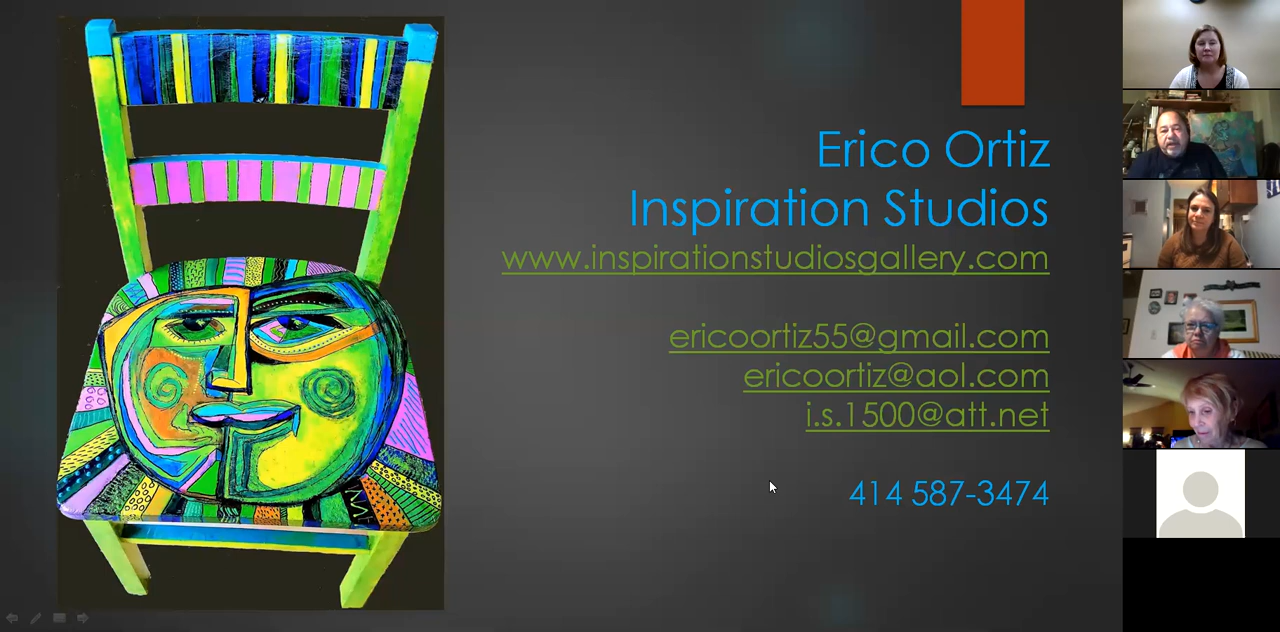 Erico Ortiz
Inspiration Studios
www.inspirationstudiosgallery.com
ericoortiz55@gmail.com
ericoortiz@aol.com
i.s.1500@att.net
414 587-3474